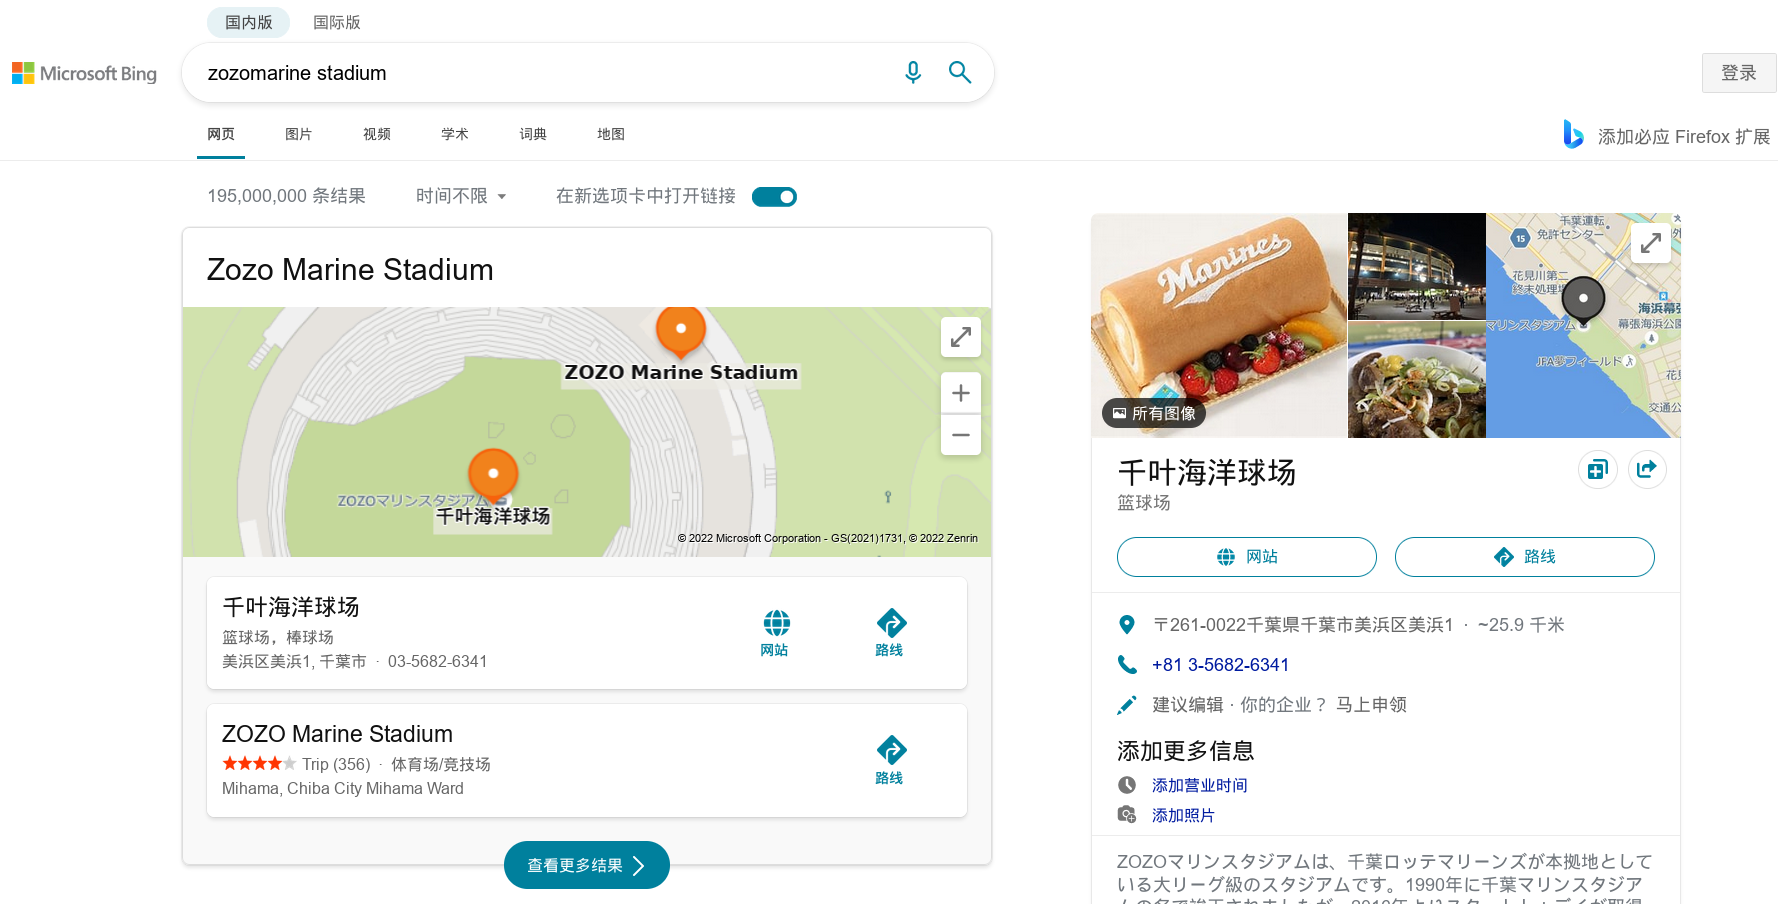 国内版
国际版
Microsoft Bing
zozomarine stadium
登录
网页
图片
视频
学术
词典
地图
添加必应 Firefox 扩展
195,000,000 条结果
时间不限
在新选项卡中打开链接
Zozo Marine Stadium
ZOZO Marine Stadium
ZOZOマリンスタジアム
千叶海洋球场
© 2022 Microsoft Corporation - GS(2021)1731, © 2022 Zenrin
千叶海洋球场
篮球场，棒球场
美浜区美浜1, 千葉市 · 03-5682-6341
网站
路线
ZOZO Marine Stadium
Trip (356) · 体育场/竞技场
Mihama, Chiba City Mihama Ward
路线
查看更多结果
Marines
所有图像
千葉運転
免許センター
15
花見川第二
終末処理場
海浜幕張
マリンスタジアム
幕張海浜公園
JFA夢フィールド
花見
交通公
千叶海洋球场
篮球场
网站
路线
〒261-0022千葉県千葉市美浜区美浜1 · ~25.9 千米
+81 3-5682-6341
建议编辑 · 你的企业？ 马上申领
添加更多信息
添加营业时间
添加照片
ZOZOマリンスタジアムは、千葉ロッテマリーンズが本拠地として
いる大リーグ級のスタジアムです。1990年に千葉マリンスタジア